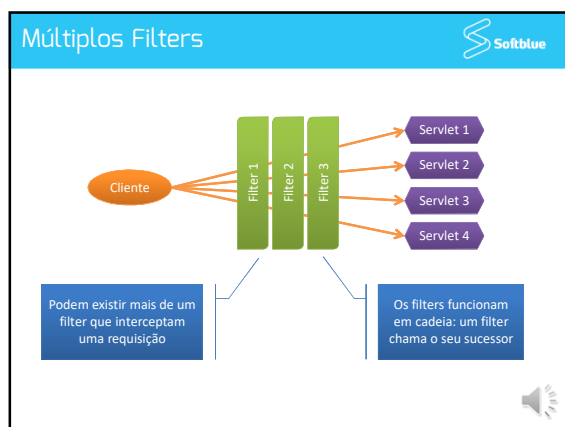 Múltiplos Filters
Softblue
Cliente
Filter 1
Filter 2
Filter 3
Servlet 1
Servlet 2
Servlet 3
Servlet 4
Podem existir mais de um
filter que interceptam
uma requisição
Os filters funcionam
em cadeia: um filter
chama o seu sucessor